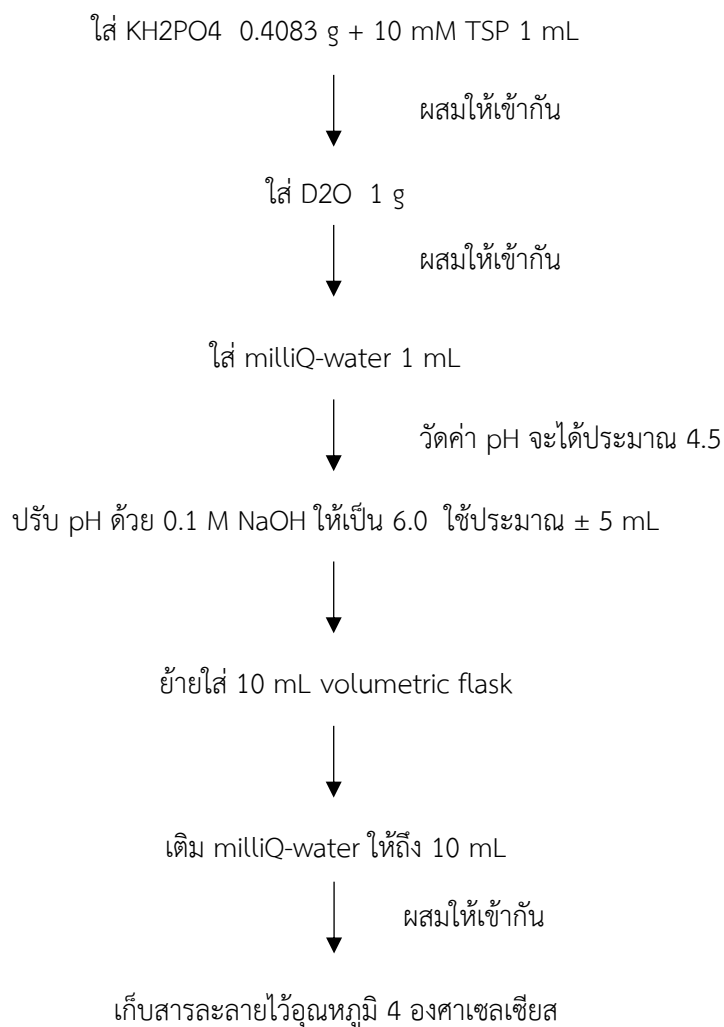 ใส่ KH2PO4 0.4083 g + 10 mM TSP 1 mL
ผสมให้เข้ากัน
ใส่ D2O 1 g
ผสมให้เข้ากัน
ใส่ milliQ-water 1 mL
วัดค่า pH จะได้ประมาณ 4.5
ปรับ pH ด้วย 0.1 M NaOH ให้เป็น 6.0 ใช้ประมาณ ± 5 mL
ย้ายใส่ 10 mL volumetric flask
เติม milliQ-water ให้ถึง 10 mL
ผสมให้เข้ากัน
เก็บสารละลายไว้อุณหภูมิ 4 องศาเซลเซียส